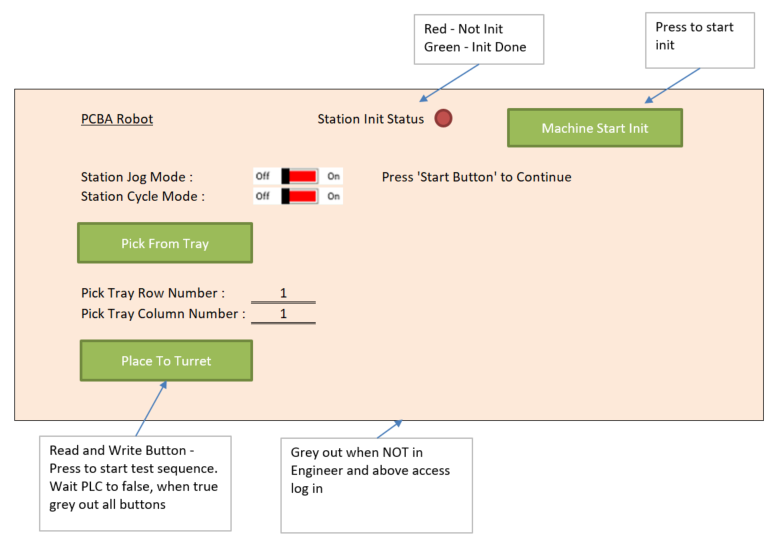 Red - Not Init
Green - Init Done
Press to start
init
PCBA Robot
Station Init Status
Machine Start Init
Station Jog Mode :
Off On
Press 'Start Button' to Continue
Station Cycle Mode :
Off On
Pick From Tray
Pick Tray Row Number : 1
Pick Tray Column Number : 1
Place To Turret
Read and Write Button -
Press to start test sequence.
Wait PLC to false, when true
grey out all buttons
Grey out when NOT in
Engineer and above access
log in